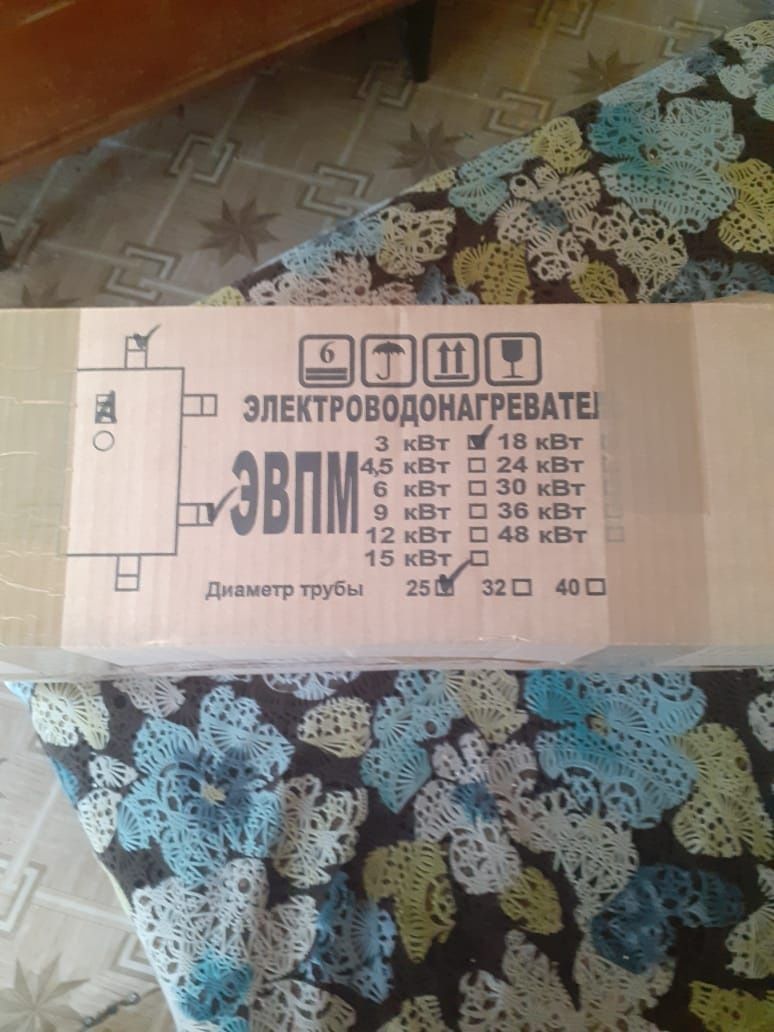 6
ЭЛЕКТРОВОДОНАГРЕВАТЕЛ
ЭВПМ
3 кВт 18 кВт
4,5 кВт 24 кВт
6 кВт 30 кВт
9 кВт 36 кВт
12 кВт 48 кВт
15 кВт
Диаметр трубы 25 32 40